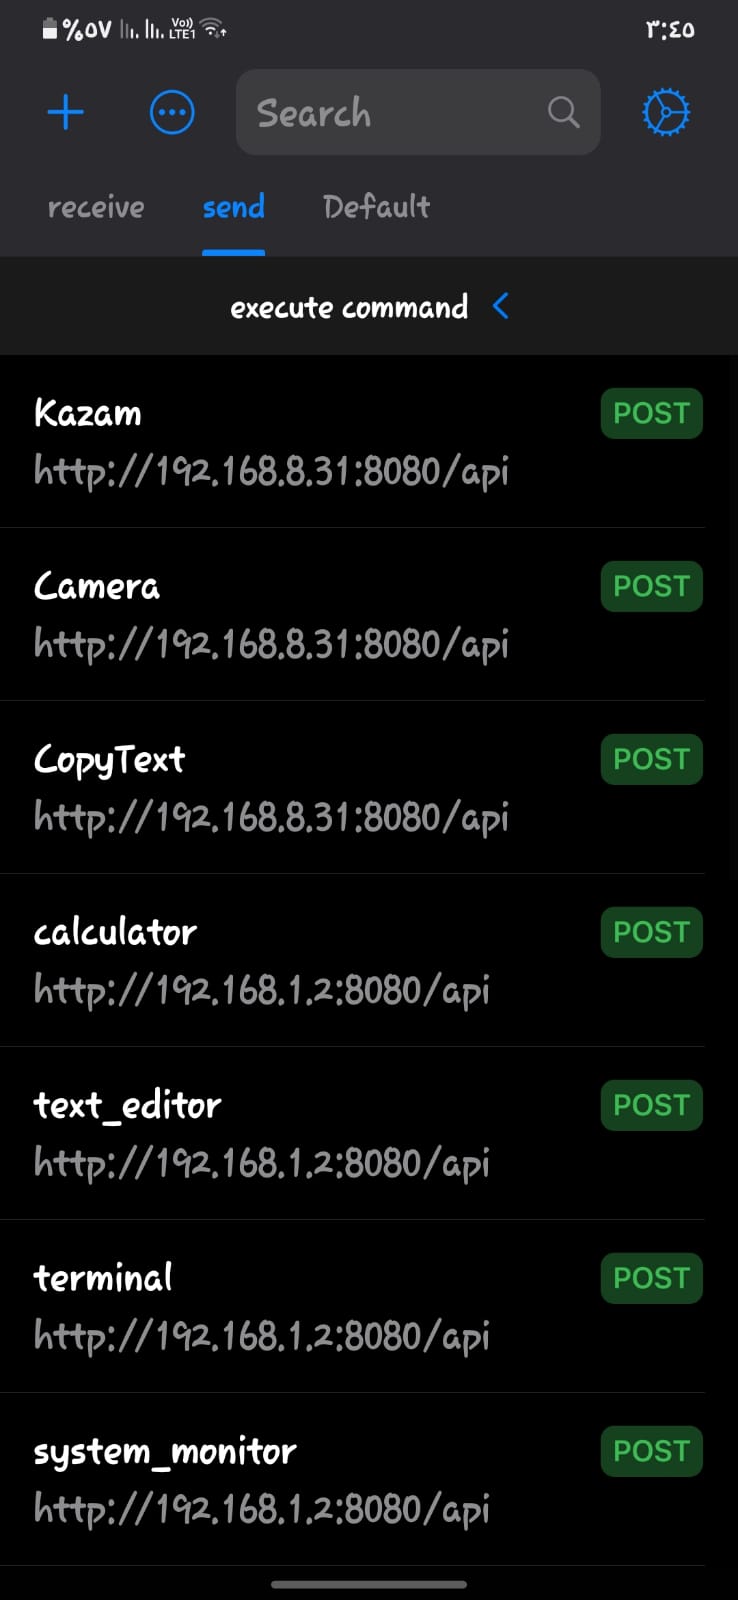 %٥٧ Vo)) LTE1 ٣:٤٥
Search
receive send Default
execute command
Kazam POST
http://192.168.8.31:8080/api
Camera POST
http://192.168.8.31:8080/api
CopyText POST
http://192.168.8.31:8080/api
calculator POST
http://192.168.1.2:8080/api
text_editor POST
http://192.168.1.2:8080/api
terminal POST
http://192.168.1.2:8080/api
system_monitor POST
http://192.168.1.2:8080/api